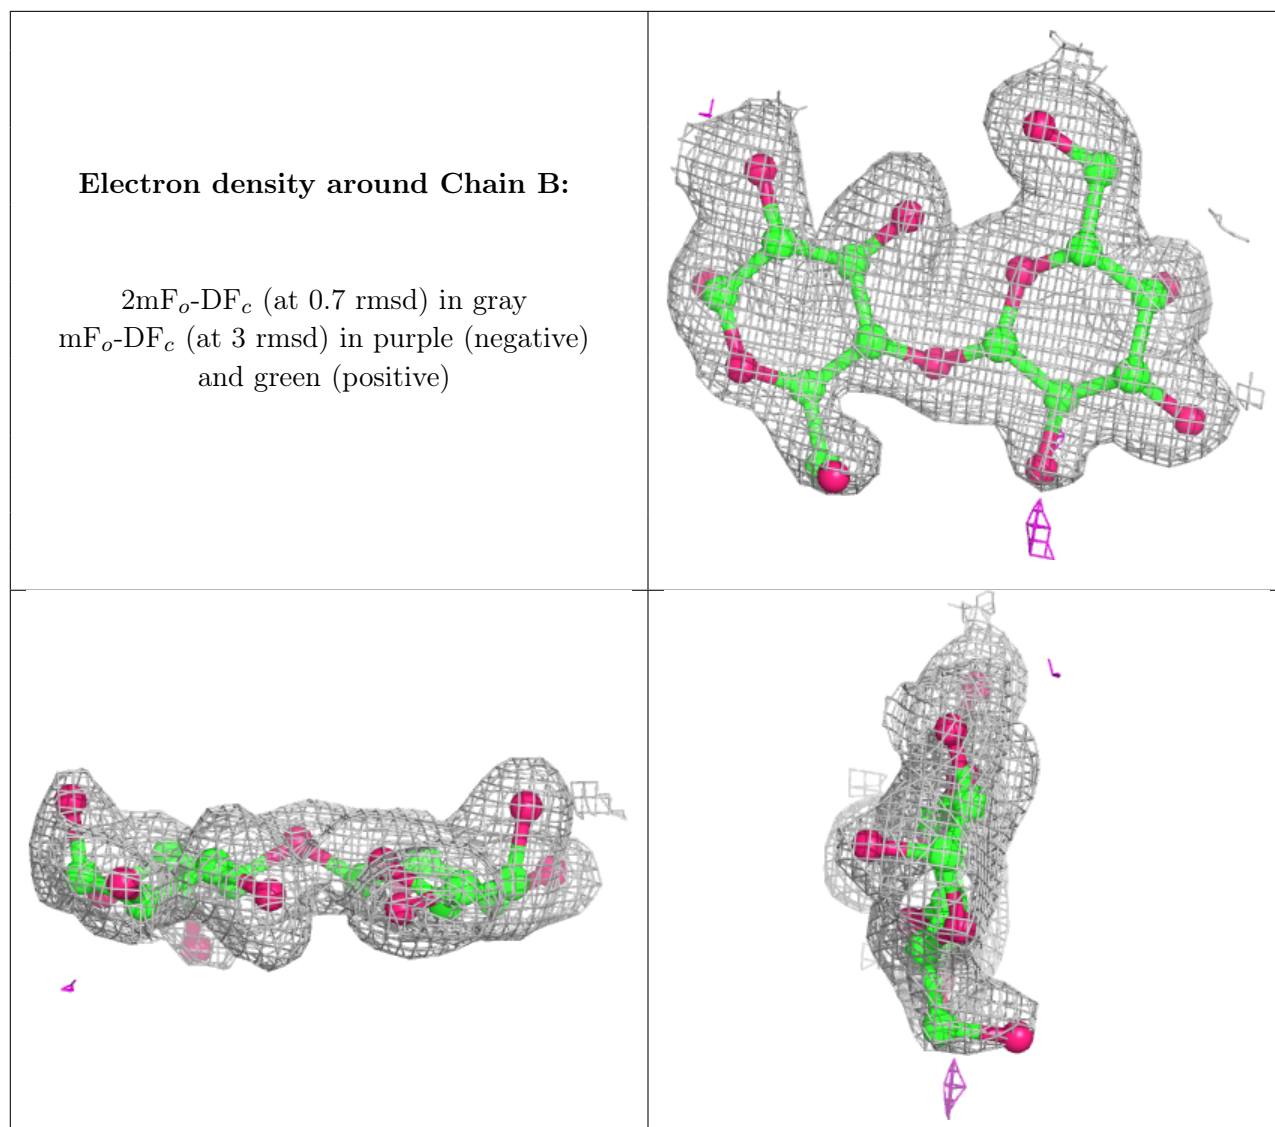 Electron density around Chain B:
2mFₒ-DF𝒸 (at 0.7 rmsd) in gray
mFₒ-DF𝒸 (at 3 rmsd) in purple (negative)
and green (positive)